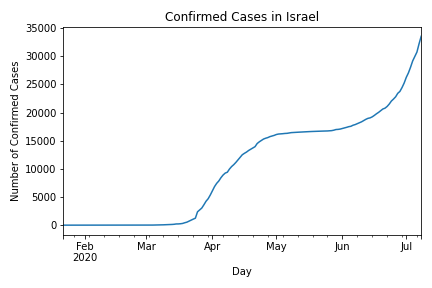 Confirmed Cases in Israel
35000
30000
25000
20000
15000
10000
5000
0
Number of Confirmed Cases
Feb Mar Apr May Jun Jul
2020
Day